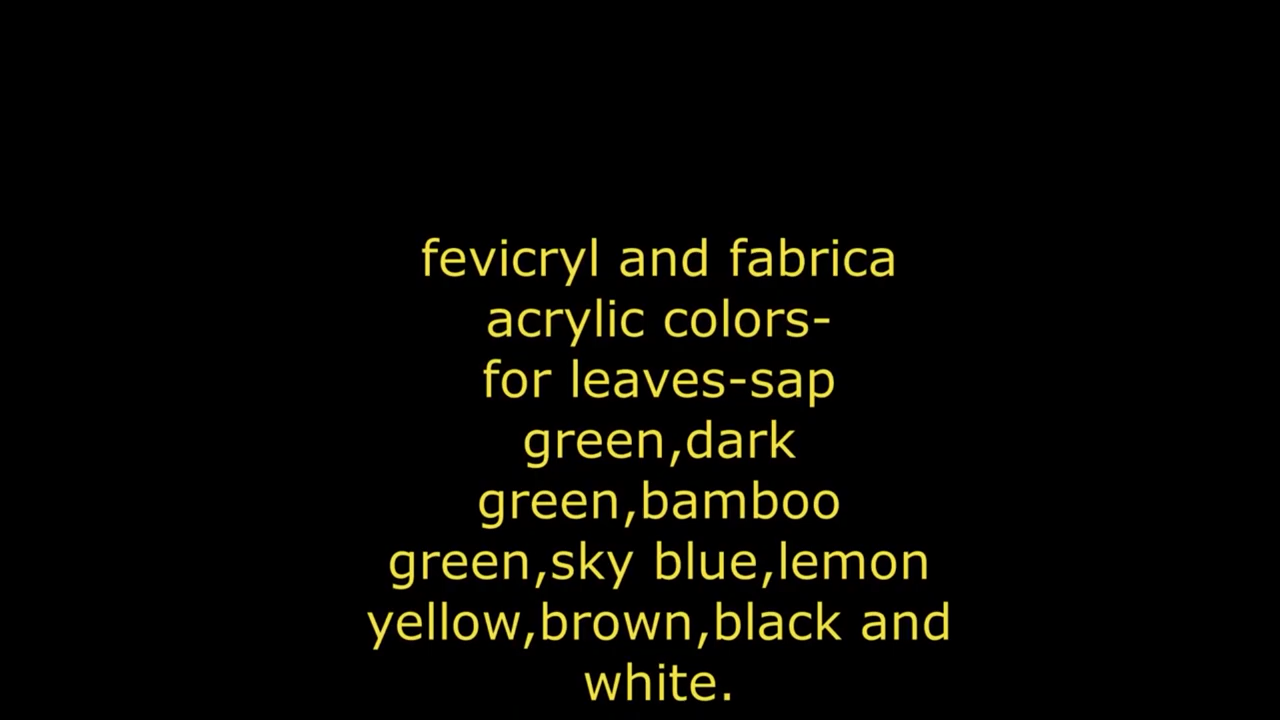 fevicryl and fabrica
acrylic colors-
for leaves-sap
green,dark
green,bamboo
green,sky blue,lemon
yellow,brown,black and
white.